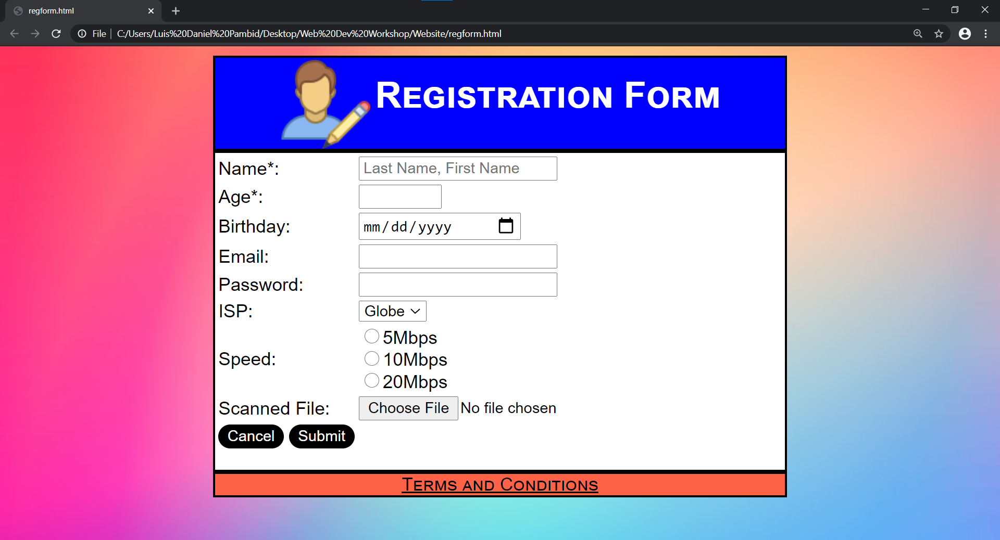 regform.html
File
C:/Users/Luis%20Daniel%20Pambid/Desktop/Web%20Dev%20Workshop/Website/regform.html
Registration Form
Name*: Last Name, First Name
Age*:
Birthday: mm/dd/yyyy
Email:
Password:
ISP: Globe
5Mbps
Speed: 10Mbps
20Mbps
Scanned File: Choose File No file chosen
Cancel Submit
Terms and Conditions